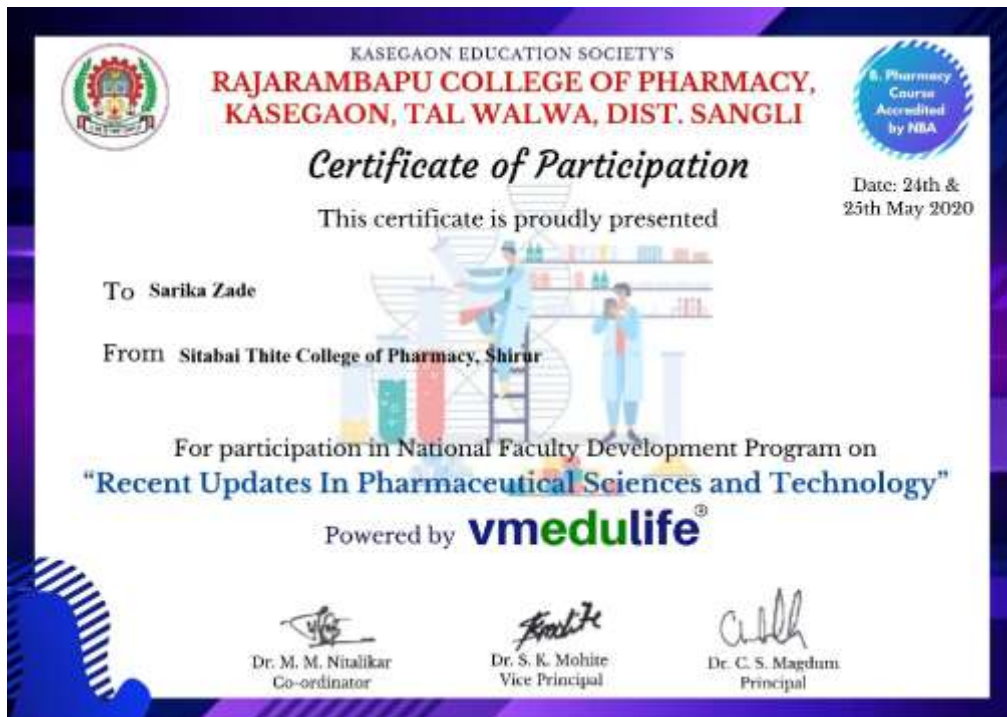 KASEGAON EDUCATION SOCIETY'S
RAJARAMBAPU COLLEGE OF PHARMACY,
KASEGAON, TAL WALWA, DIST. SANGLI
B. Pharmacy
Course
Accredited
by NBA
Certificate of Participation
Date: 24th &
25th May 2020
This certificate is proudly presented
To Sarika Zade
From Sitabai Thite College of Pharmacy, Shirur
For participation in National Faculty Development Program on
“Recent Updates In Pharmaceutical Sciences and Technology”
Powered by vmedulife®
Dr. M. M. Nitalikar
Co-ordinator
Dr. S. K. Mohite
Vice Principal
Dr. C. S. Magdum
Principal